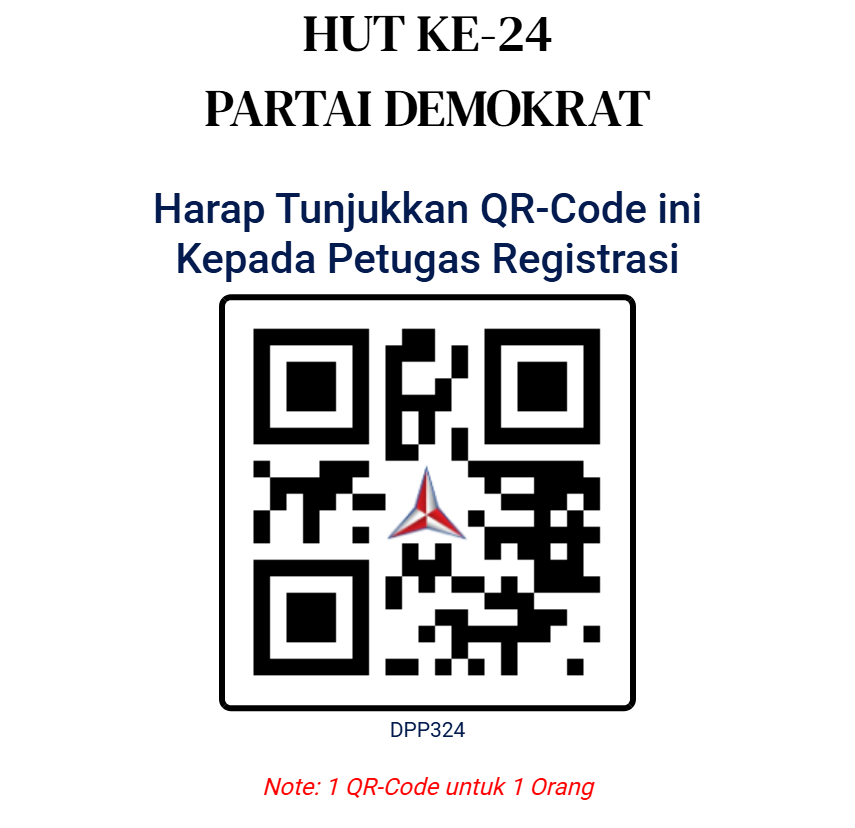 HUT KE-24
PARTAI DEMOKRAT
Harap Tunjukkan QR-Code ini
Kepada Petugas Registrasi
DPP324
Note: 1 QR-Code untuk 1 Orang